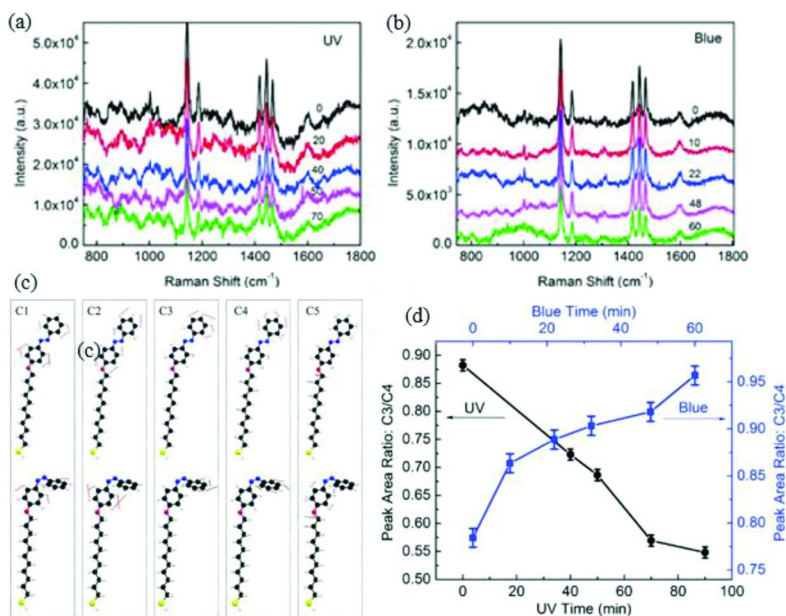 (a)
UV
Intensity (a.u.)
5.0x10⁴
4.0x10⁴
3.0x10⁴
2.0x10⁴
1.0x10⁴
0.0
0
20
40
70
800 1000 1200 1400 1600 1800
Raman Shift (cm⁻¹)
(b)
Blue
Intensity (a.u.)
2.0x10⁴
1.5x10⁴
1.0x10⁴
5.0x10³
0.0
0
10
22
48
60
800 1000 1200 1400 1600 1800
Raman Shift (cm⁻¹)
(c)
C1 C2 C3 C4 C5
(c)
(d)
Blue Time (min)
0 20 40 60
Peak Area Ratio: C3/C4
0.90
0.85
0.80
0.75
0.70
0.65
0.60
0.55
0.50
UV
Blue
0.95
0.90
0.85
0.80
0.75
Peak Area Ratio: C3/C4
0 20 40 60 80 100
UV Time (min)